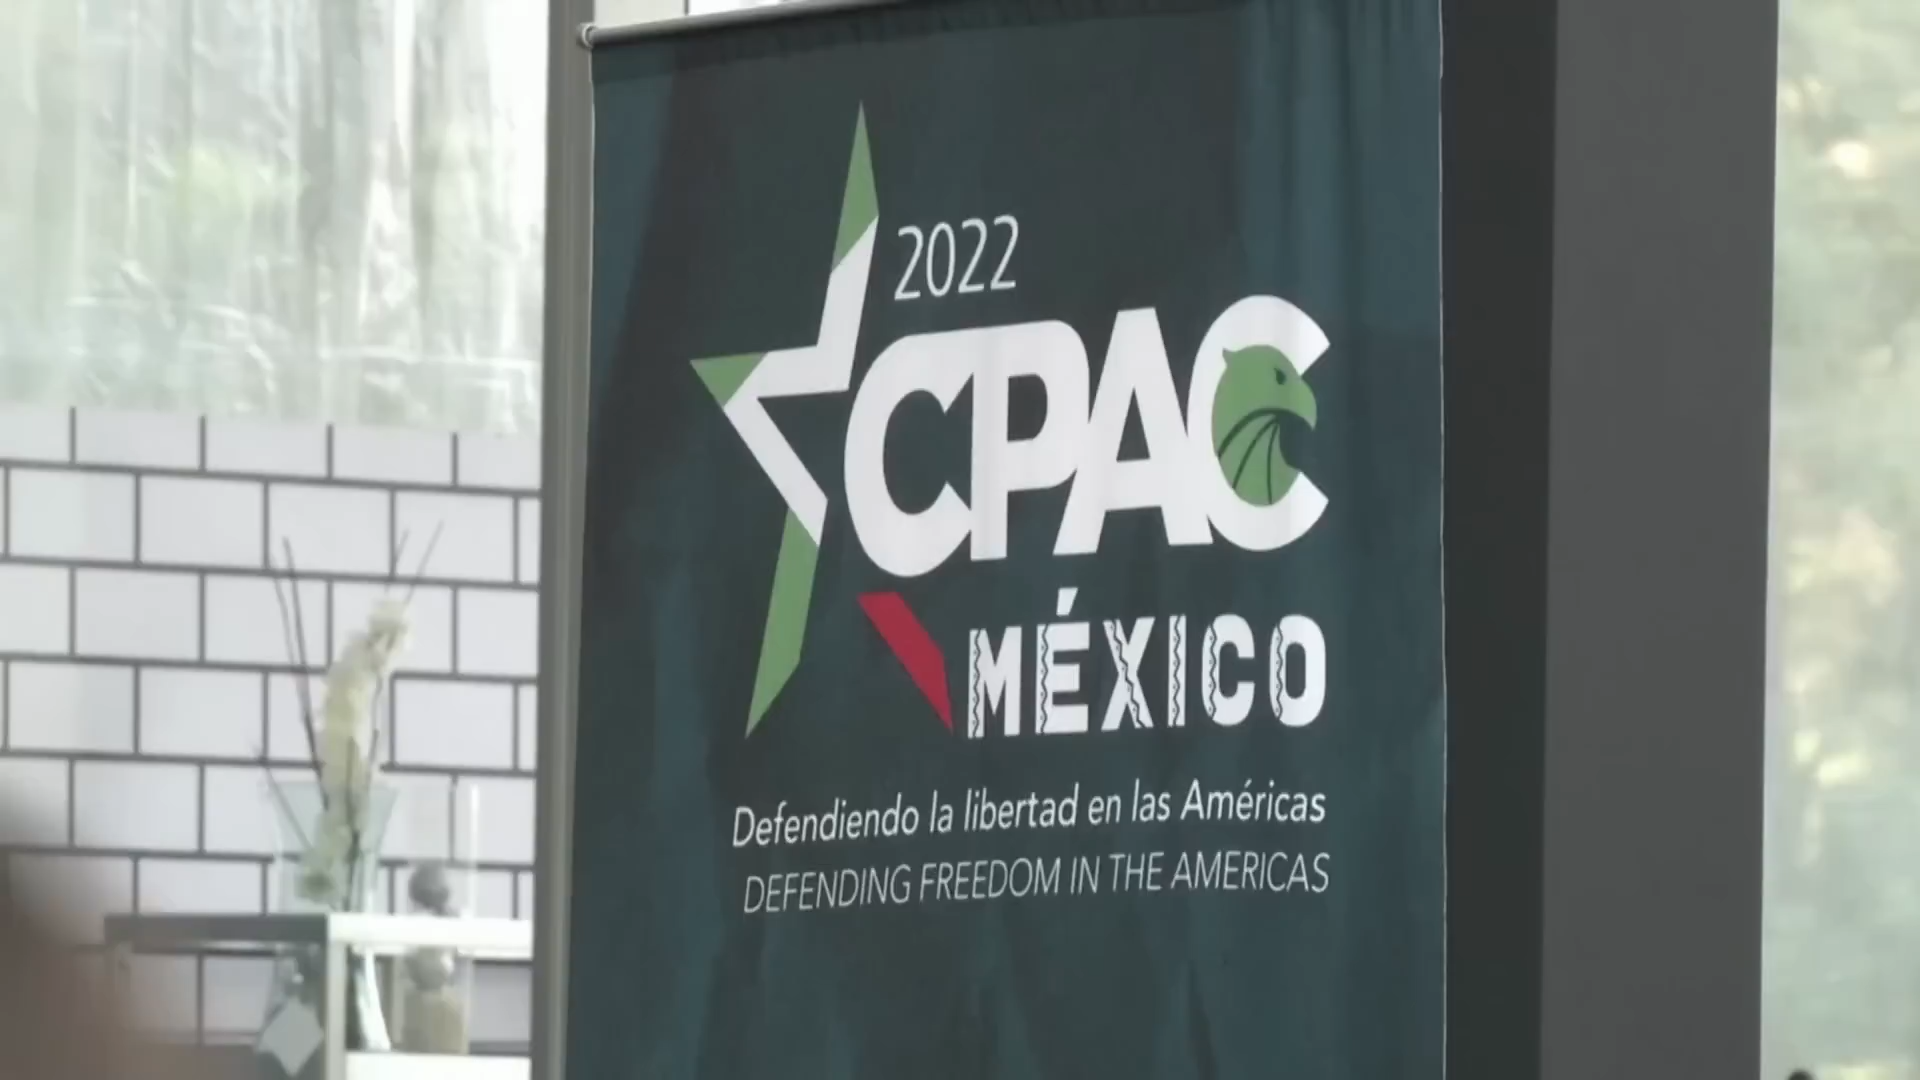 2022
CPAC
MÉXICO
Defendiendo la libertad en las Américas
DEFENDING FREEDOM IN THE AMERICAS